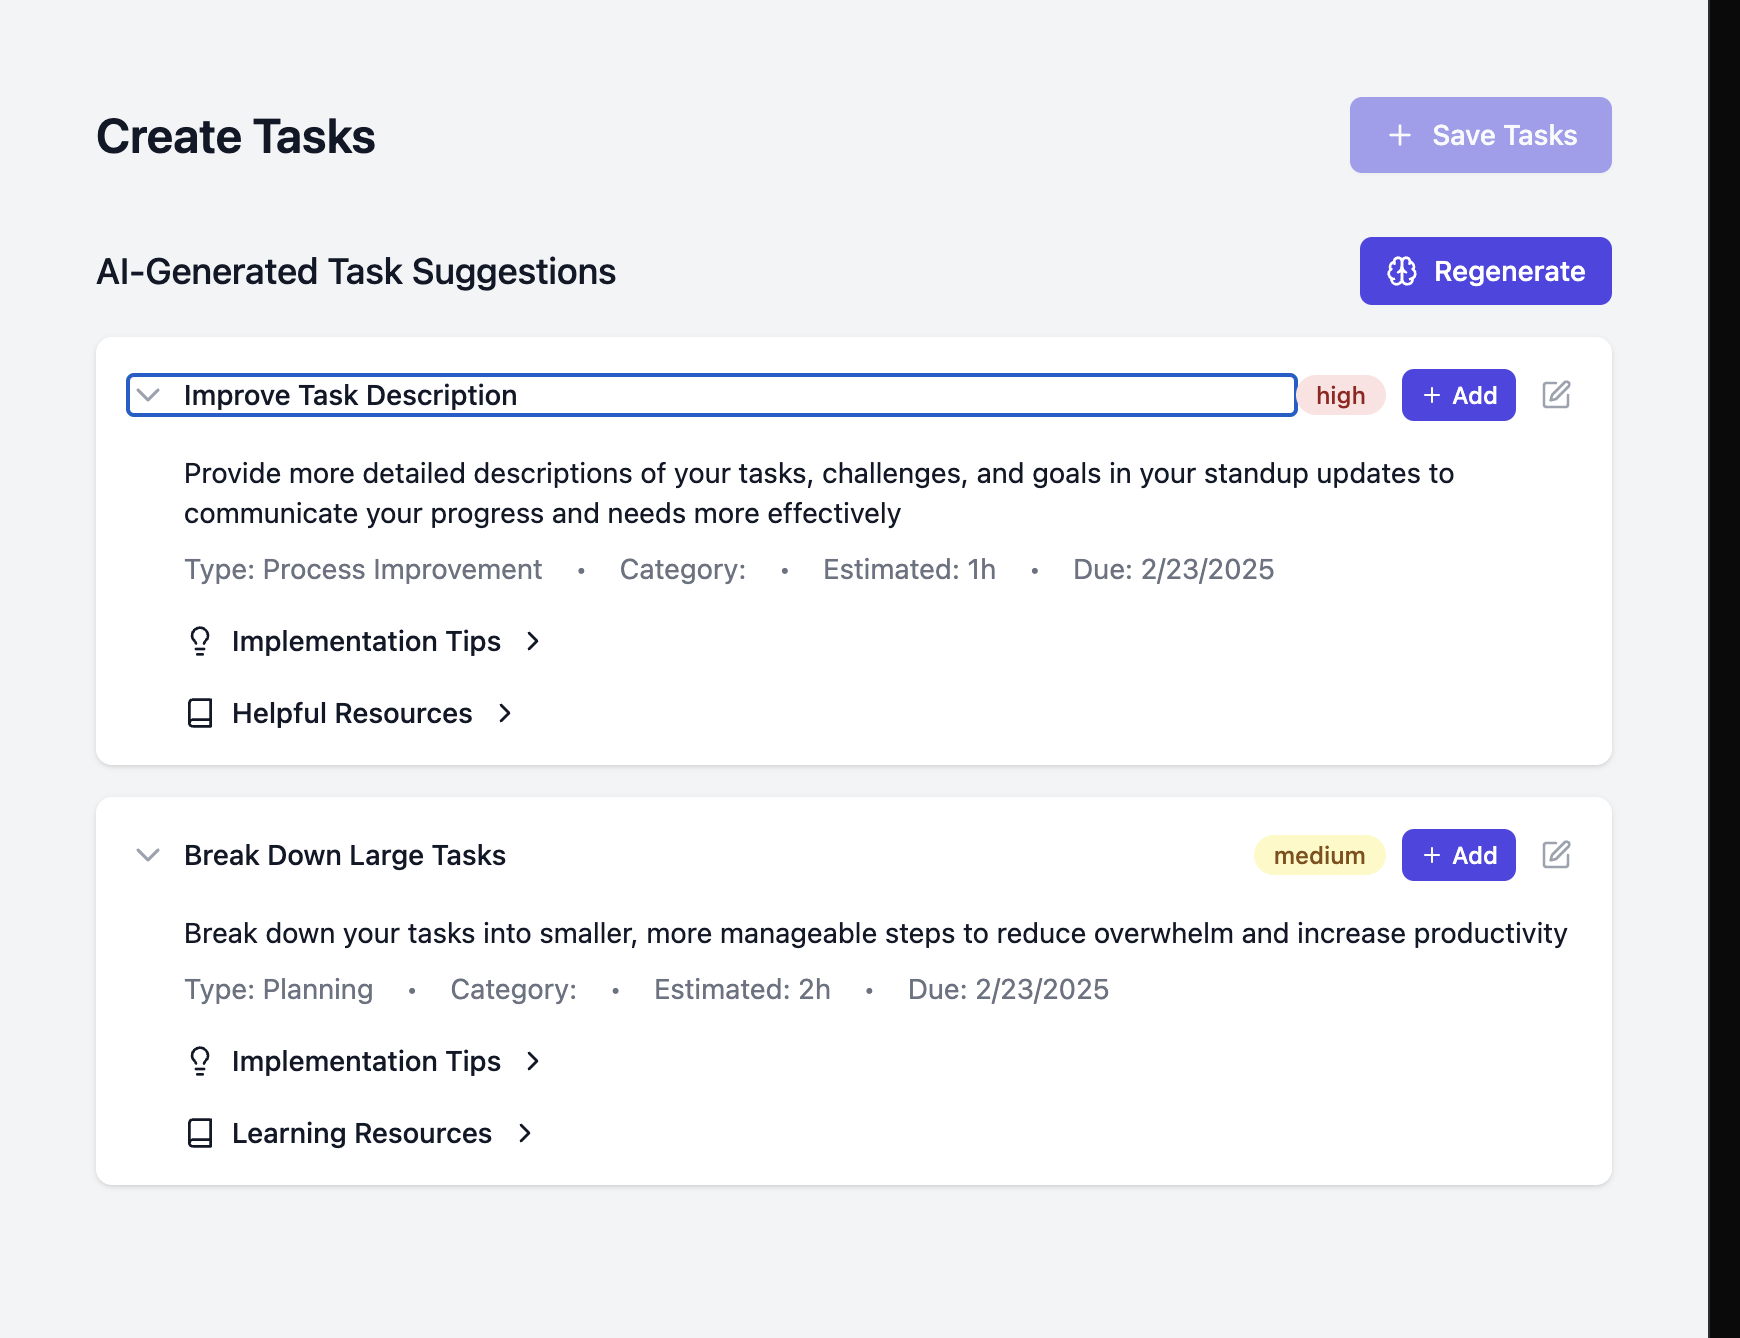 Create Tasks
+ Save Tasks
AI-Generated Task Suggestions
Regenerate
Improve Task Description
high
+ Add
Provide more detailed descriptions of your tasks, challenges, and goals in your standup updates to
communicate your progress and needs more effectively
Type: Process Improvement • Category: • Estimated: 1h • Due: 2/23/2025
Implementation Tips
Helpful Resources
Break Down Large Tasks
medium
+ Add
Break down your tasks into smaller, more manageable steps to reduce overwhelm and increase productivity
Type: Planning • Category: • Estimated: 2h • Due: 2/23/2025
Implementation Tips
Learning Resources